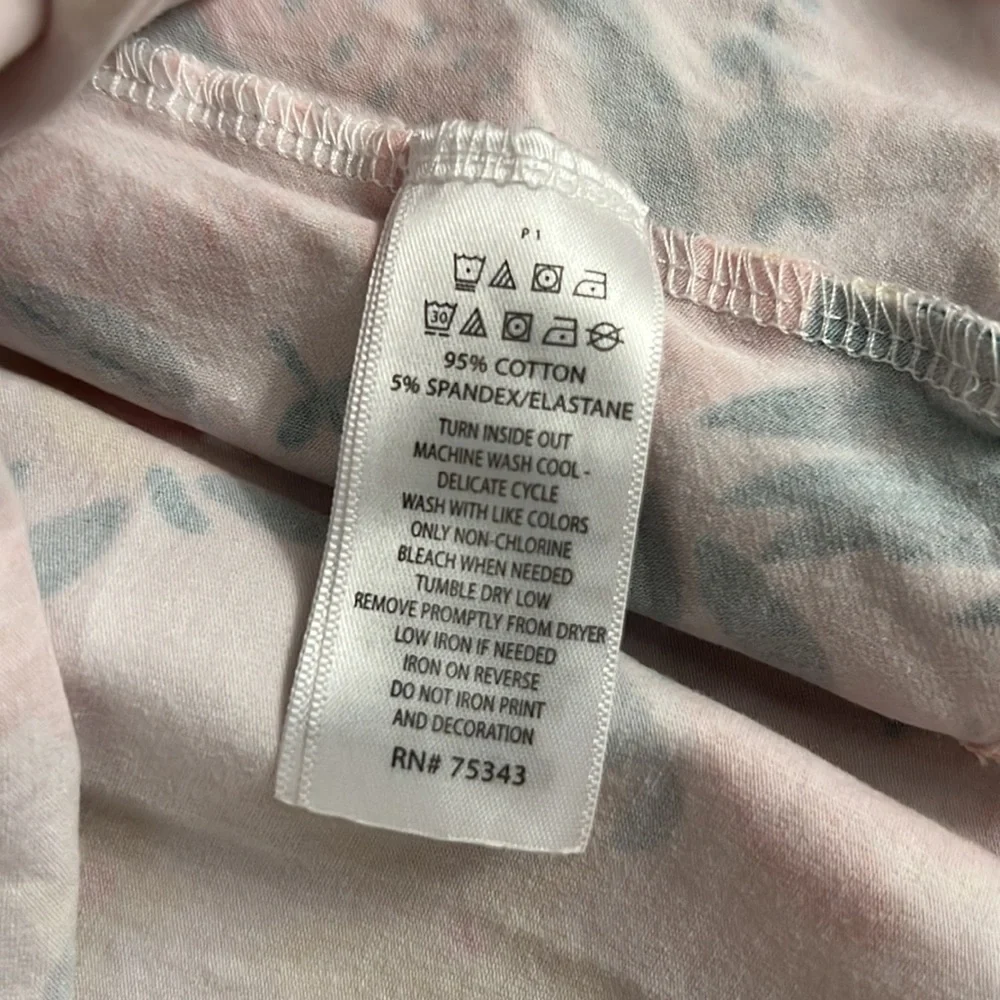 P 1
30
95% COTTON
5% SPANDEX/ELASTANE
TURN INSIDE OUT
MACHINE WASH COOL -
DELICATE CYCLE
WASH WITH LIKE COLORS
ONLY NON-CHLORINE
BLEACH WHEN NEEDED
TUMBLE DRY LOW
REMOVE PROMPTLY FROM DRYER
LOW IRON IF NEEDED
IRON ON REVERSE
DO NOT IRON PRINT
AND DECORATION
RN# 75343